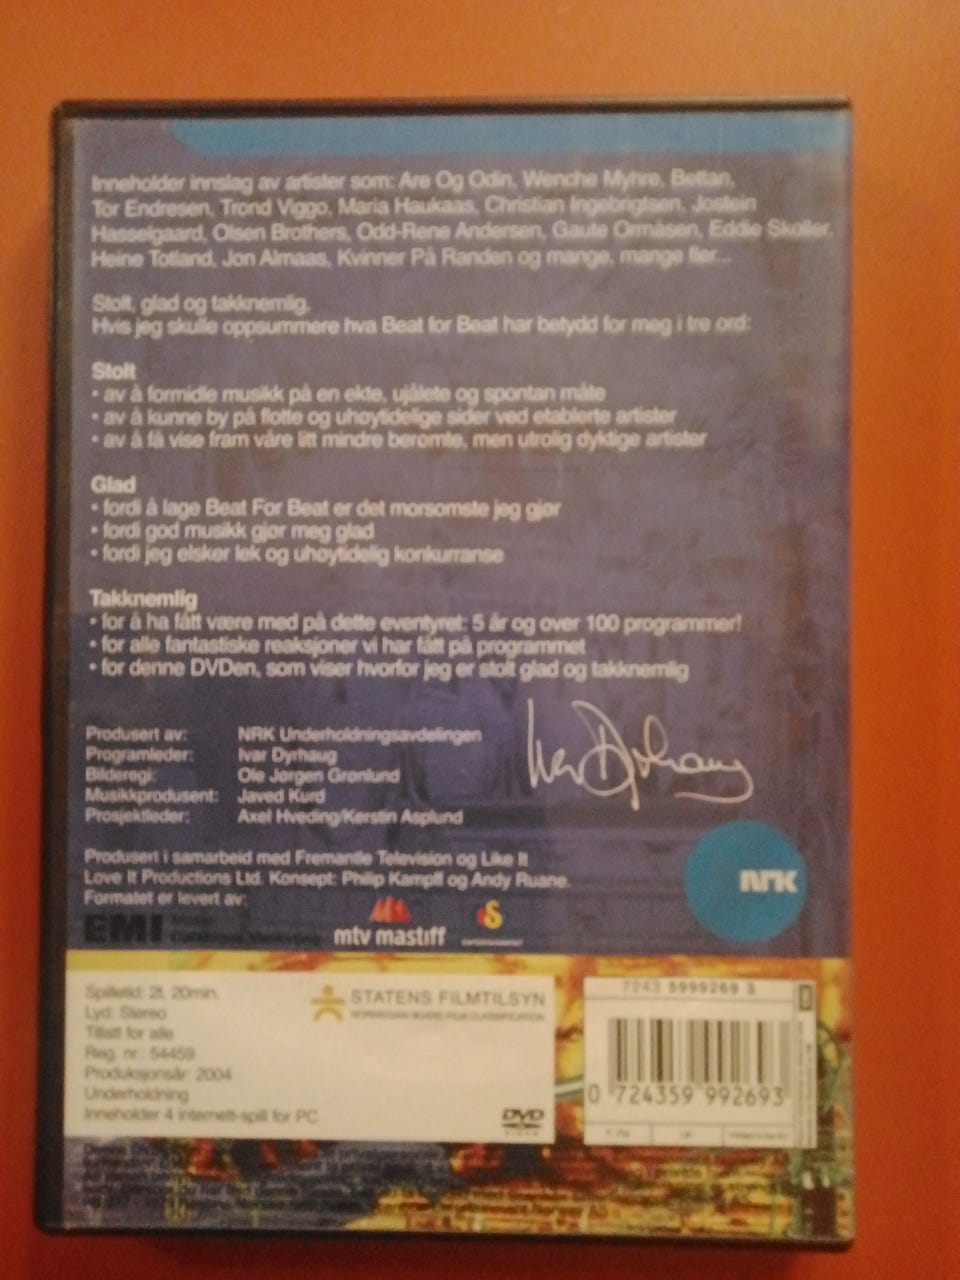 Inneholder innslag av artister som: Are Og Odin, Wenche Myhre, Bettan,
Tor Endresen, Trond Viggo, Maria Haukaas, Christian Ingebrigtsen, Jostein
Hasselgaard, Olsen Brothers, Odd-Rene Andersen, Gaute Ormåsen, Eddie Skoller,
Heine Totland, Jon Almaas, Kvinner På Randen og mange, mange fler...
Stolt, glad og takknemlig.
Hvis jeg skulle oppsummere hva Beat for Beat har betydd for meg i tre ord:
Stolt
• av å formidle musikk på en ekte, ujålete og spontan måte
• av å kunne by på flotte og uhøytidelige sider ved etablerte artister
• av å få vise fram våre litt mindre berømte, men utrolig dyktige artister
Glad
• fordi å lage Beat For Beat er det morsomste jeg gjør
• fordi god musikk gjør meg glad
• fordi jeg elsker lek og uhøytidelig konkurranse
Takknemlig
• for å ha fått være med på dette eventyret: 5 år og over 100 programmer!
• for alle fantastiske reaksjoner vi har fått på programmet
• for denne DVDen, som viser hvorfor jeg er stolt glad og takknemlig
Ivar Dyrhaug
Produsert av: NRK Underholdningsavdelingen
Programleder: Ivar Dyrhaug
Bilderegi: Ole Jørgen Grønlund
Musikkprodusent: Javed Kurd
Prosjektleder: Axel Hveding/Kerstin Asplund
Produsert i samarbeid med Fremantle Television og Like It
Love It Productions Ltd. Konsept: Philip Kampff og Andy Ruane.
Formatet er levert av:
NRK
EMI
mtv mastiff
Spilletid: 2t. 20min.
Lyd: Stereo
Tillatt for alle
Reg. nr.: 54459
Produksjonsår: 2004
Underholdning
Inneholder 4 internett-spill for PC
STATENS FILMTILSYN
NORWEGIAN BOARD FILM CLASSIFICATION
DVD
VIDEO
7243 5999269 3
0 724359 992693